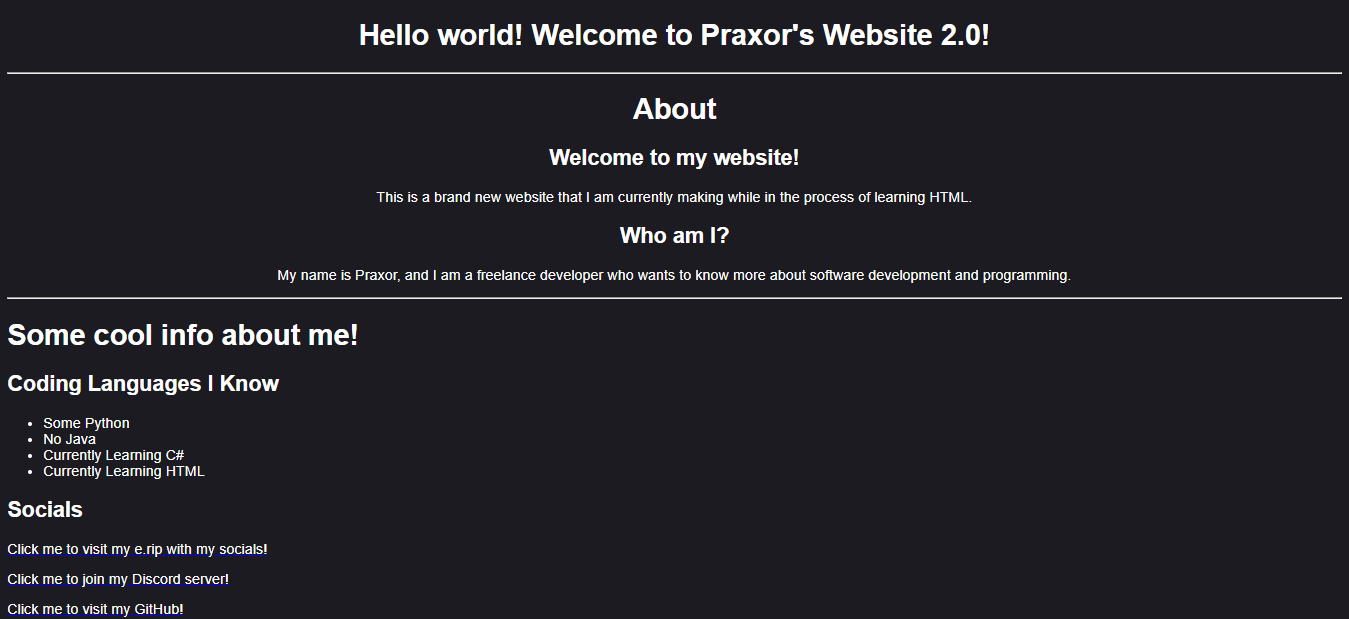 Hello world! Welcome to Praxor's Website 2.0!
About
Welcome to my website!
This is a brand new website that I am currently making while in the process of learning HTML.
Who am I?
My name is Praxor, and I am a freelance developer who wants to know more about software development and programming.
Some cool info about me!
Coding Languages I Know
• Some Python
• No Java
• Currently Learning C#
• Currently Learning HTML
Socials
Click me to visit my e.rip with my socials!
Click me to join my Discord server!
Click me to visit my GitHub!